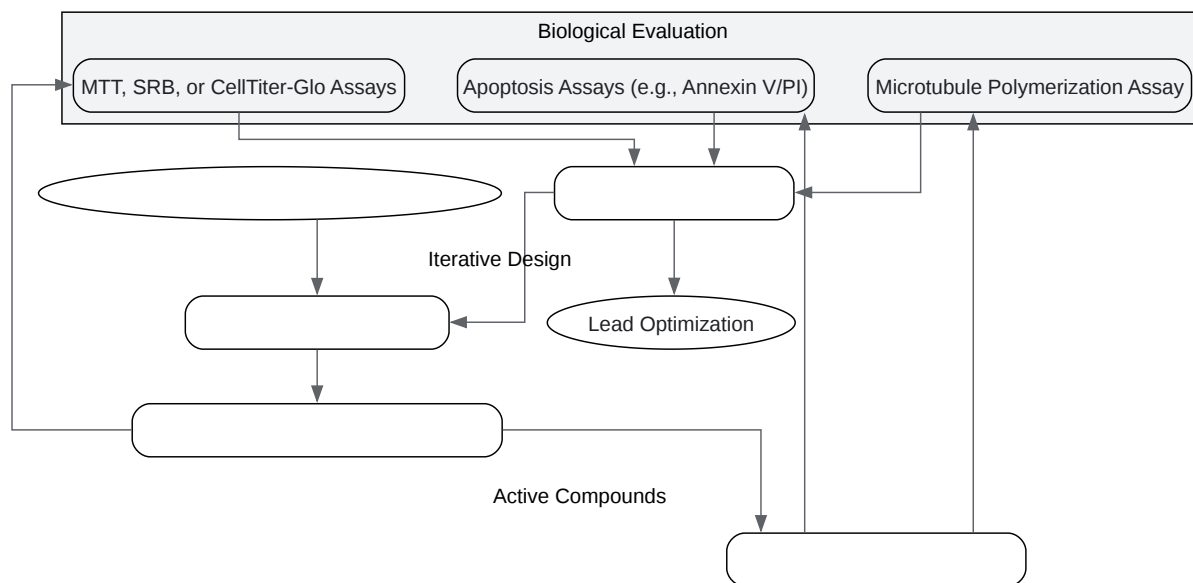 Biological Evaluation
MTT, SRB, or CellTiter-Glo Assays
Apoptosis Assays (e.g., Annexin V/PI)
Microtubule Polymerization Assay
Iterative Design
Lead Optimization
Active Compounds